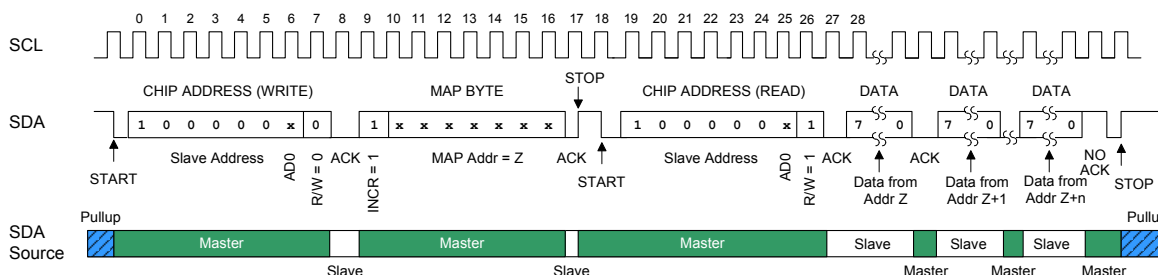 0 1 2 3 4 5 6 7 8 9 10 11 12 13 14 15 16 17 18 19 20 21 22 23 24 25 26 27 28
SCL
STOP
CHIP ADDRESS (WRITE) MAP BYTE CHIP ADDRESS (READ) DATA DATA DATA
SDA 1 0 0 0 0 0 x 0 1 x x x x x x x 1 0 0 0 0 0 x 1 7 0 7 0 7 0
START Slave Address AD0 R/W = 0 ACK INCR = 1 MAP Addr = Z ACK START Slave Address AD0 R/W = 1 ACK ACK NO ACK STOP
Data from Addr Z
Data from Addr Z+1
Data from Addr Z+n
Pullup Pullu
SDA Source Master Master Master Slave Slave Slave
Slave Slave Master Master Master